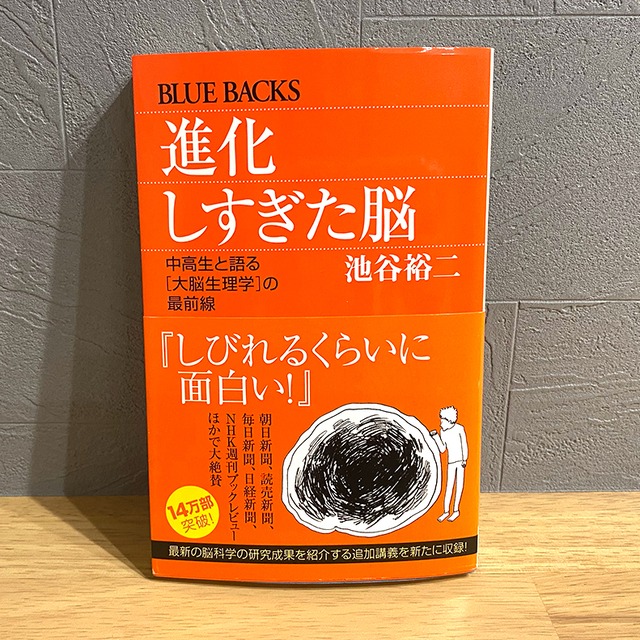 BLUE BACKS
進化
しすぎた脳
中高生と語る
［大脳生理学］の
最前線
池谷裕二
『しびれるくらいに
面白い！』
朝日新聞、読売新聞、
毎日新聞、日経新聞、
NHK週刊ブックレビュー
ほかで大絶賛
14万部
突破！
最新の脳科学の研究成果を紹介する追加講義を新たに収録！